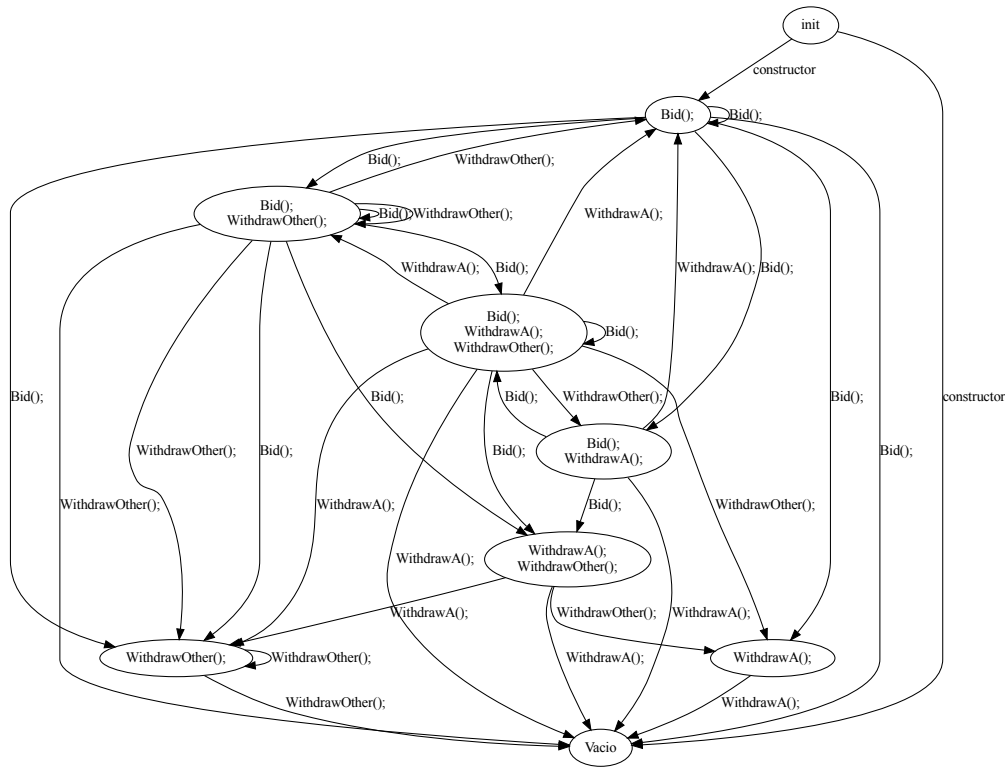 init
constructor
Bid();
Bid();
Bid();
WithdrawOther();
Bid();
WithdrawOther();
Bid();
WithdrawOther();
WithdrawA();
WithdrawA();
Bid();
WithdrawA();
Bid();
Bid();
WithdrawA();
WithdrawOther();
Bid();
Bid();
Bid();
WithdrawOther();
Bid();
Bid();
constructor
Bid();
WithdrawA();
WithdrawOther();
Bid();
Bid();
Bid();
WithdrawOther();
WithdrawA();
Bid();
WithdrawOther();
WithdrawA();
WithdrawOther();
WithdrawA();
WithdrawA();
WithdrawOther();
WithdrawA();
WithdrawOther();
WithdrawOther();
WithdrawA();
WithdrawA();
WithdrawOther();
WithdrawA();
Vacio